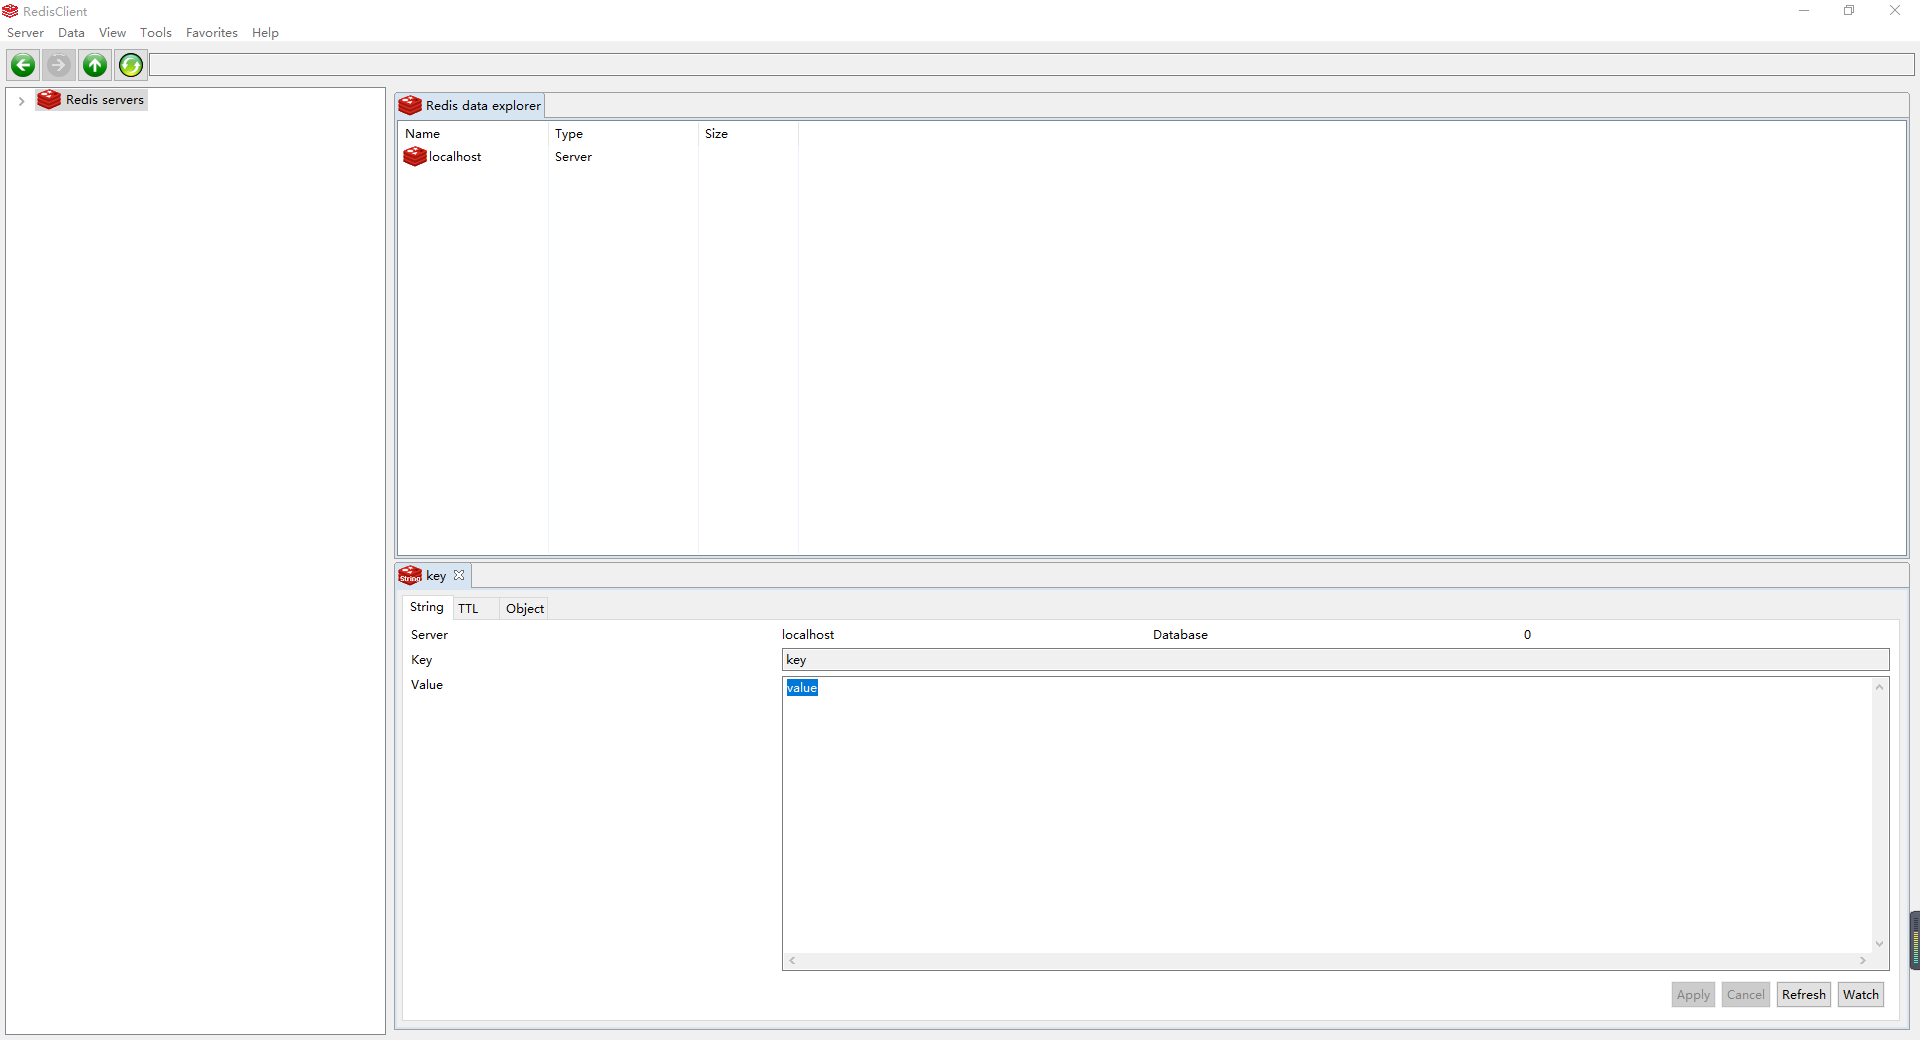 RedisClient
Server Data View Tools Favorites Help
Redis servers
Redis data explorer
Name Type Size
localhost Server
String key
String TTL Object
Server localhost Database 0
Key key
Value value
Apply Cancel Refresh Watch